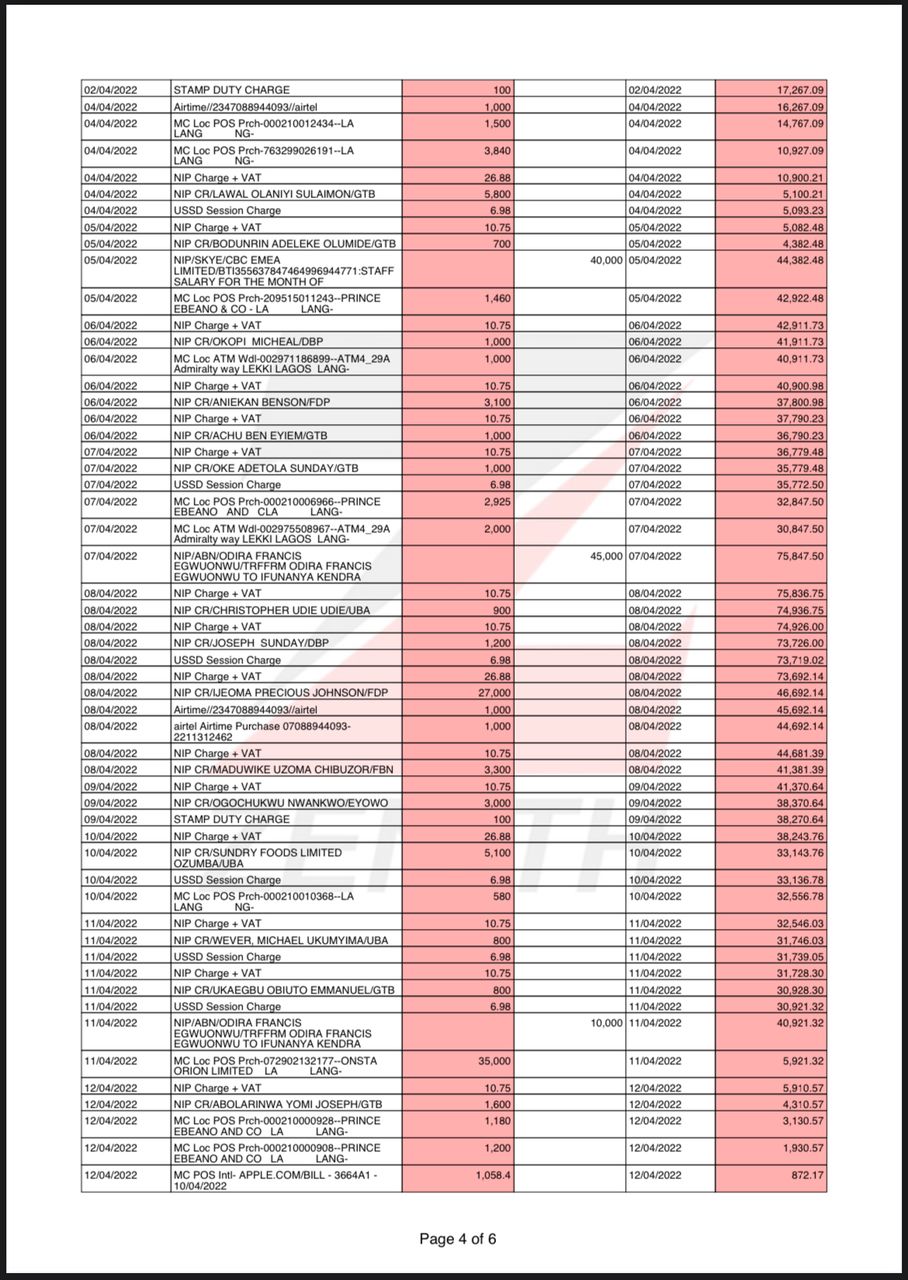 02/04/2022 STAMP DUTY CHARGE 100 02/04/2022 17,267.09
04/04/2022 Airtime//2347088944093//airtel 1,000 04/04/2022 16,267.09
04/04/2022 MC Loc POS Prch-000210012434--LA 1,500 04/04/2022 14,767.09
LANG NG-
04/04/2022 MC Loc POS Prch-763299026191--LA 3,840 04/04/2022 10,927.09
LANG NG-
04/04/2022 NIP Charge + VAT 26.88 04/04/2022 10,900.21
04/04/2022 NIP CR/LAWAL OLANIYI SULAIMON/GTB 5,800 04/04/2022 5,100.21
04/04/2022 USSD Session Charge 6.98 04/04/2022 5,093.23
05/04/2022 NIP Charge + VAT 10.75 05/04/2022 5,082.48
05/04/2022 NIP CR/BODUNRIN ADELEKE OLUMIDE/GTB 700 05/04/2022 4,382.48
05/04/2022 NIP/SKYE/CBC EMEA 40,000 05/04/2022 44,382.48
LIMITED/BTI35563784746499694471:STAFF
SALARY FOR THE MONTH OF
05/04/2022 MC Loc POS Prch-209515011243--PRINCE 1,460 05/04/2022 42,922.48
EBEANO & CO - LA LANG-
06/04/2022 NIP Charge + VAT 10.75 06/04/2022 42,911.73
06/04/2022 NIP CR/OKOPI MICHEAL/DBP 1,000 06/04/2022 41,911.73
06/04/2022 MC Loc ATM Wdl-002971186899--ATM4_29A 1,000 06/04/2022 40,911.73
Admiralty way LEKKI LAGOS LANG-
06/04/2022 NIP Charge + VAT 10.75 06/04/2022 40,900.98
06/04/2022 NIP CR/ANIEKAN BENSON/FDP 3,100 06/04/2022 37,800.98
06/04/2022 NIP Charge + VAT 10.75 06/04/2022 37,790.23
06/04/2022 NIP CR/ACHU BEN EYIEM/GTB 1,000 06/04/2022 36,790.23
07/04/2022 NIP Charge + VAT 10.75 07/04/2022 36,779.48
07/04/2022 NIP CR/OKE ADETOLA SUNDAY/GTB 1,000 07/04/2022 35,779.48
07/04/2022 USSD Session Charge 6.98 07/04/2022 35,772.50
07/04/2022 MC Loc POS Prch-000210006966--PRINCE 2,925 07/04/2022 32,847.50
EBEANO AND CLA LANG-
07/04/2022 MC Loc ATM Wdl-002975508967--ATM4_29A 2,000 07/04/2022 30,847.50
Admiralty way LEKKI LAGOS LANG-
07/04/2022 NIP/ABN/ODIRA FRANCIS 45,000 07/04/2022 75,847.50
EGWUONWU/TRFFRM ODIRA FRANCIS
EGWUONWU TO IFUNANYA KENDRA
08/04/2022 NIP Charge + VAT 10.75 08/04/2022 75,836.75
08/04/2022 NIP CR/CHRISTOPHER UDIE UDIE/UBA 900 08/04/2022 74,936.75
08/04/2022 NIP Charge + VAT 10.75 08/04/2022 74,926.00
08/04/2022 NIP CR/JOSEPH SUNDAY/DBP 1,200 08/04/2022 73,726.00
08/04/2022 USSD Session Charge 6.98 08/04/2022 73,719.02
08/04/2022 NIP Charge + VAT 26.88 08/04/2022 73,692.14
08/04/2022 NIP CR/IJEOMA PRECIOUS JOHNSON/FDP 27,000 08/04/2022 46,692.14
08/04/2022 Airtime//2347088944093//airtel 1,000 08/04/2022 45,692.14
08/04/2022 airtel Airtime Purchase 07088944093- 1,000 08/04/2022 44,692.14
2211312462
08/04/2022 NIP Charge + VAT 10.75 08/04/2022 44,681.39
08/04/2022 NIP CR/MADUWIKE UZOMA CHIBUZOR/FBN 3,300 08/04/2022 41,381.39
09/04/2022 NIP Charge + VAT 10.75 09/04/2022 41,370.64
09/04/2022 NIP CR/OGOCHUKWU NWANKWO/EYOWO 3,000 09/04/2022 38,370.64
09/04/2022 STAMP DUTY CHARGE 100 09/04/2022 38,270.64
10/04/2022 NIP Charge + VAT 26.88 10/04/2022 38,243.76
10/04/2022 NIP CR/SUNDRY FOODS LIMITED 5,100 10/04/2022 33,143.76
OZUMBA/UBA
10/04/2022 USSD Session Charge 6.98 10/04/2022 33,136.78
10/04/2022 MC Loc POS Prch-000210010368--LA 580 10/04/2022 32,556.78
LANG NG-
11/04/2022 NIP Charge + VAT 10.75 11/04/2022 32,546.03
11/04/2022 NIP CR/WEVER, MICHAEL UKUMYIMA/UBA 800 11/04/2022 31,746.03
11/04/2022 USSD Session Charge 6.98 11/04/2022 31,739.05
11/04/2022 NIP Charge + VAT 10.75 11/04/2022 31,728.30
11/04/2022 NIP CR/UKAEGBU OBIUTO EMMANUEL/GTB 800 11/04/2022 30,928.30
11/04/2022 USSD Session Charge 6.98 11/04/2022 30,921.32
11/04/2022 NIP/ABN/ODIRA FRANCIS 10,000 11/04/2022 40,921.32
EGWUONWU/TRFFRM ODIRA FRANCIS
EGWUONWU TO IFUNANYA KENDRA
11/04/2022 MC Loc POS Prch-072902132177--ONSTA 35,000 11/04/2022 5,921.32
ORION LIMITED LA LANG-
12/04/2022 NIP Charge + VAT 10.75 12/04/2022 5,910.57
12/04/2022 NIP CR/ABOLARINWA YOMI JOSEPH/GTB 1,600 12/04/2022 4,310.57
12/04/2022 MC Loc POS Prch-000210000928--PRINCE 1,180 12/04/2022 3,130.57
EBEANO AND CO LA LANG-
12/04/2022 MC Loc POS Prch-000210000908--PRINCE 1,200 12/04/2022 1,930.57
EBEANO AND CO LA LANG-
12/04/2022 MC POS Intl- APPLE.COM/BILL - 3664A1 - 1,058.4 12/04/2022 872.17
10/04/2022
ZENITH
Page 4 of 6